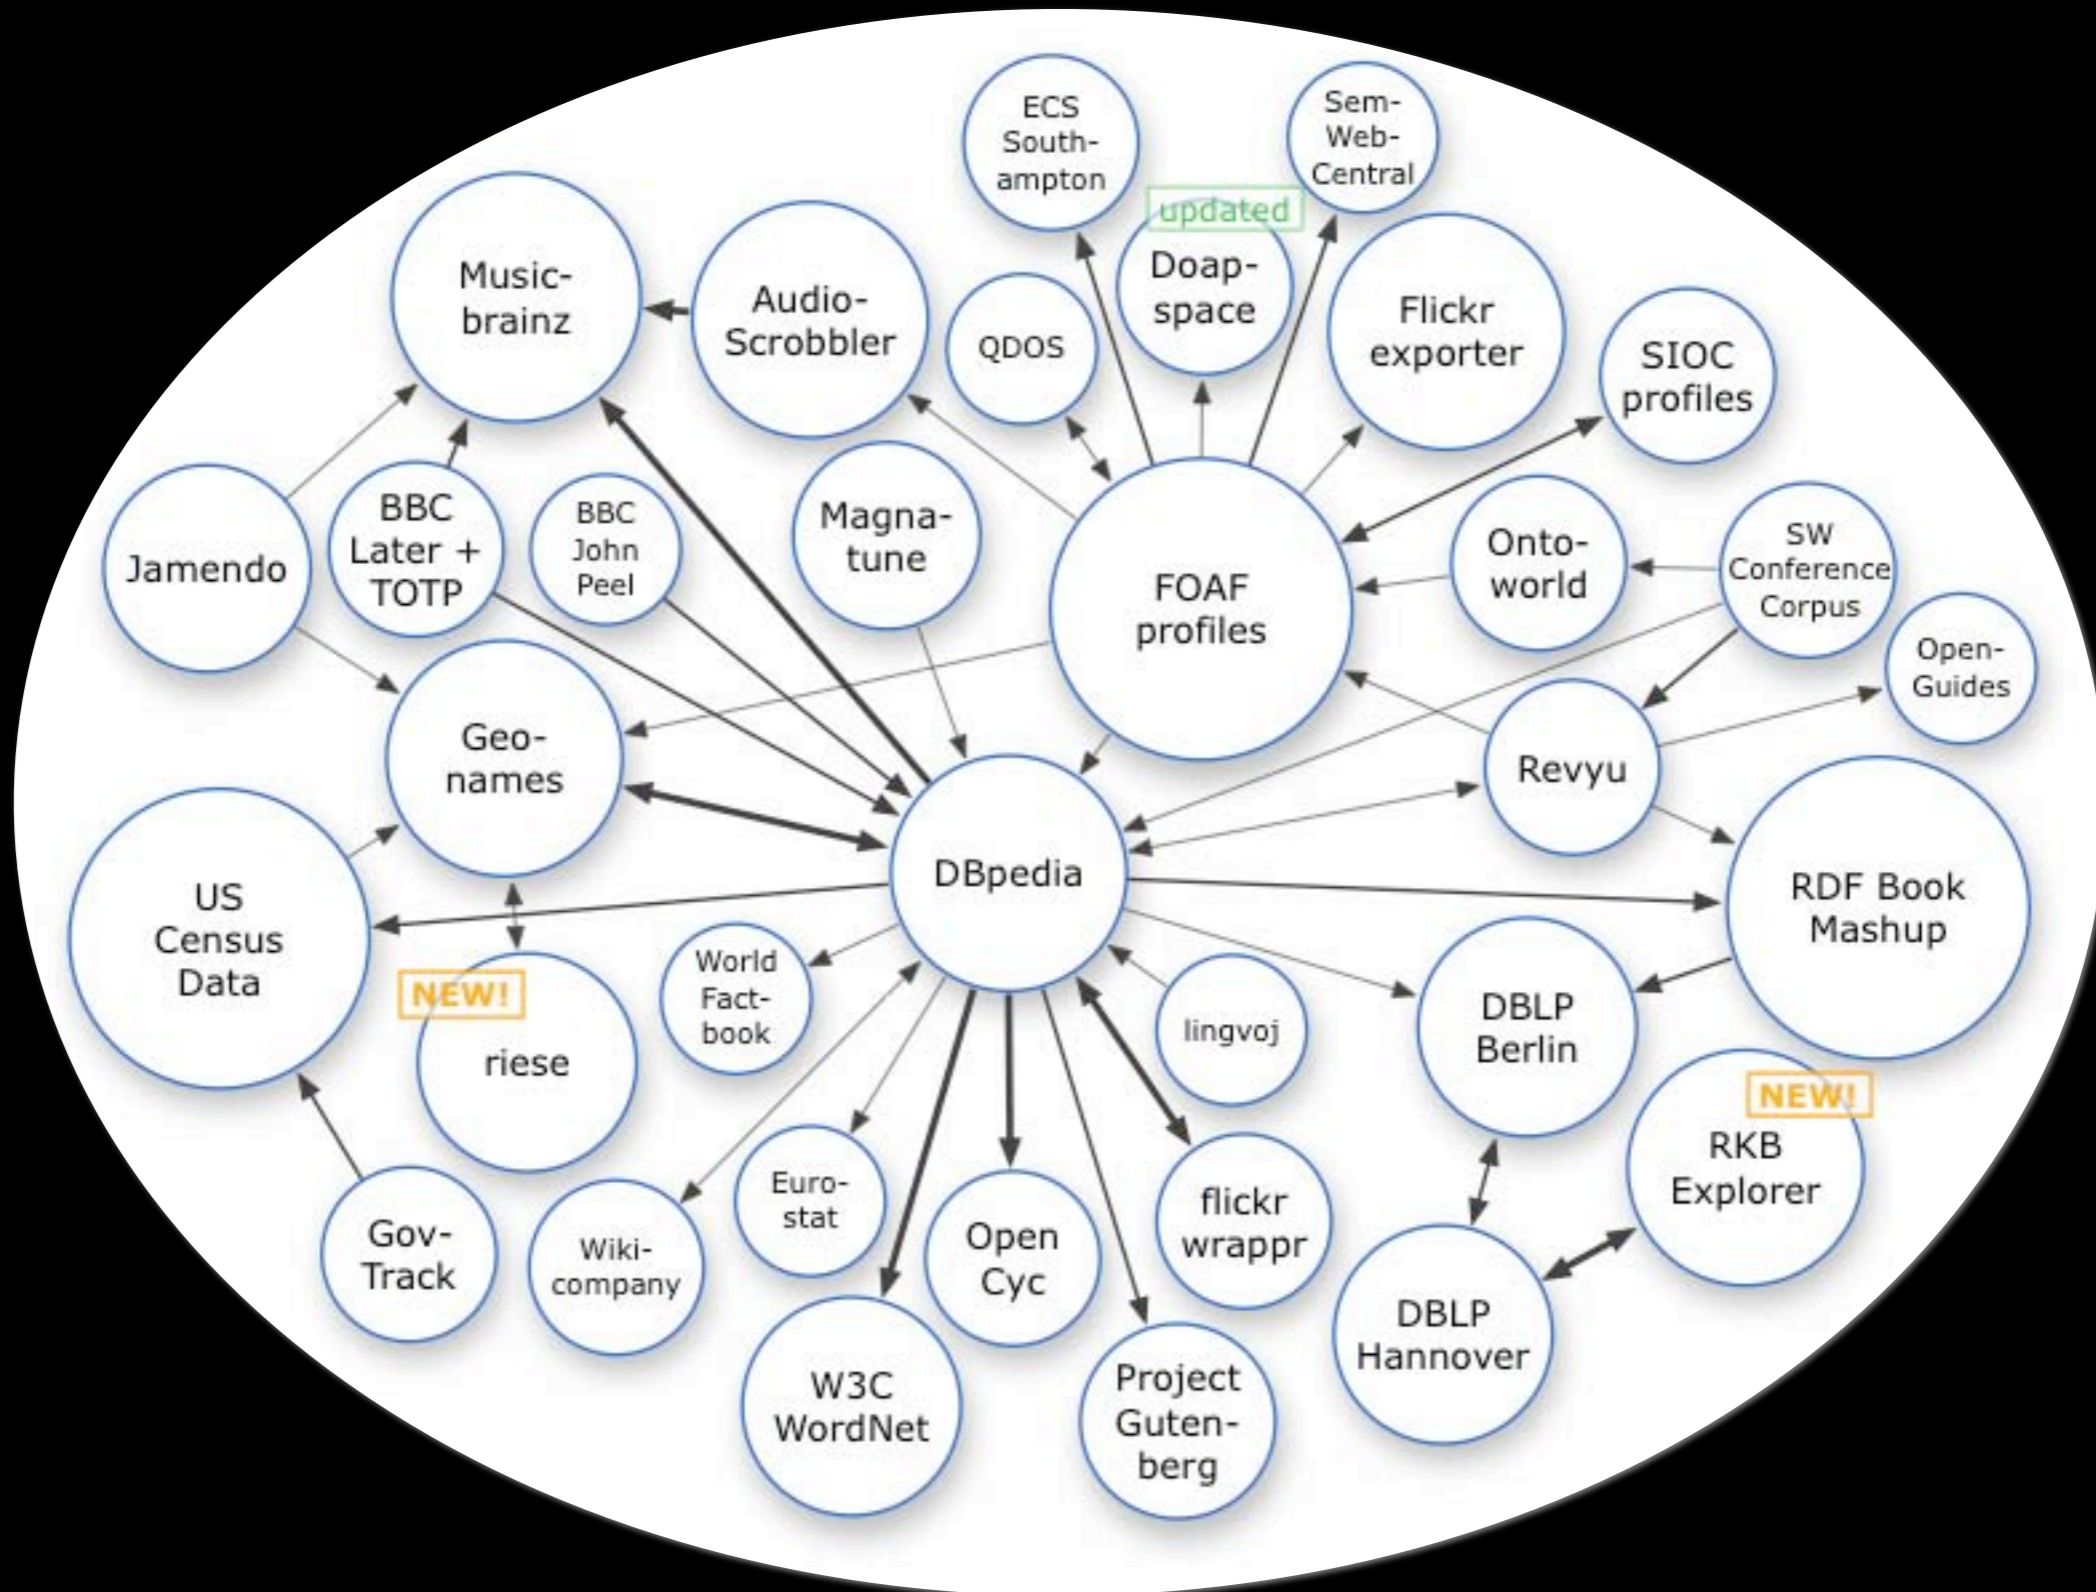 ECS
South-
ampton
Sem-
Web-
Central
updated
Doap-
space
Music-
brainz
Audio-
Scrobbler
QDOS
Flickr
exporter
SIOC
profiles
Jamendo
BBC
Later +
TOTP
BBC
John
Peel
Magna-
tune
FOAF
profiles
Onto-
world
SW
Conference
Corpus
Open-
Guides
Geo-
names
Revyu
US
Census
Data
DBpedia
RDF Book
Mashup
NEW!
riese
World
Fact-
book
lingvoj
DBLP
Berlin
NEW!
RKB
Explorer
Gov-
Track
Wiki-
company
Euro-
stat
Open
Cyc
flickr
wrappr
DBLP
Hannover
W3C
WordNet
Project
Guten-
berg